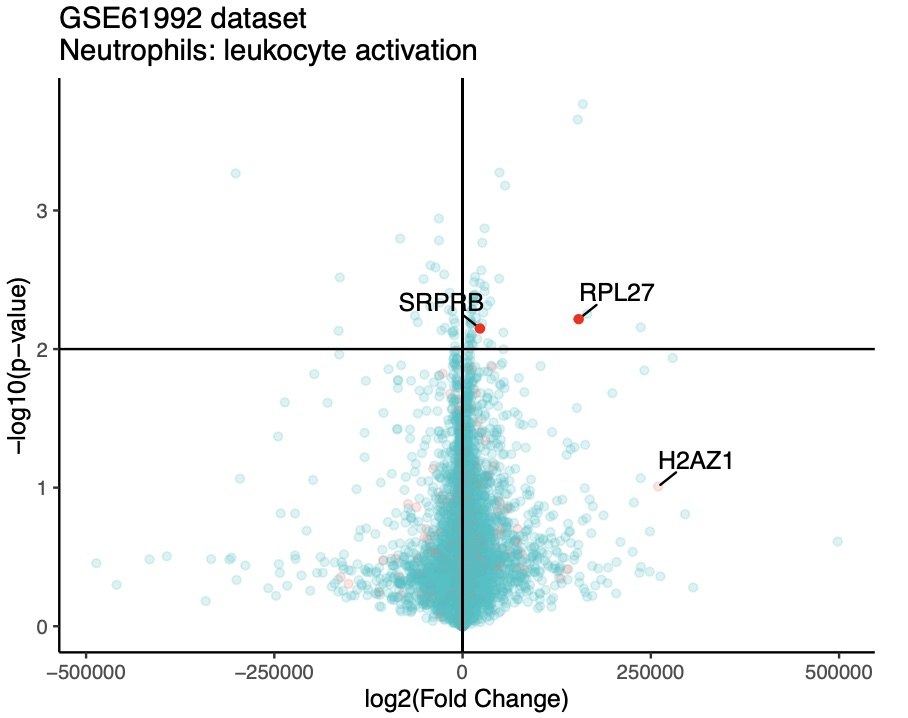 GSE61992 dataset
Neutrophils: leukocyte activation
−log10(p−value)
3
2
1
0
SRPRB
RPL27
H2AZ1
−500000
−250000
0
250000
500000
log2(Fold Change)